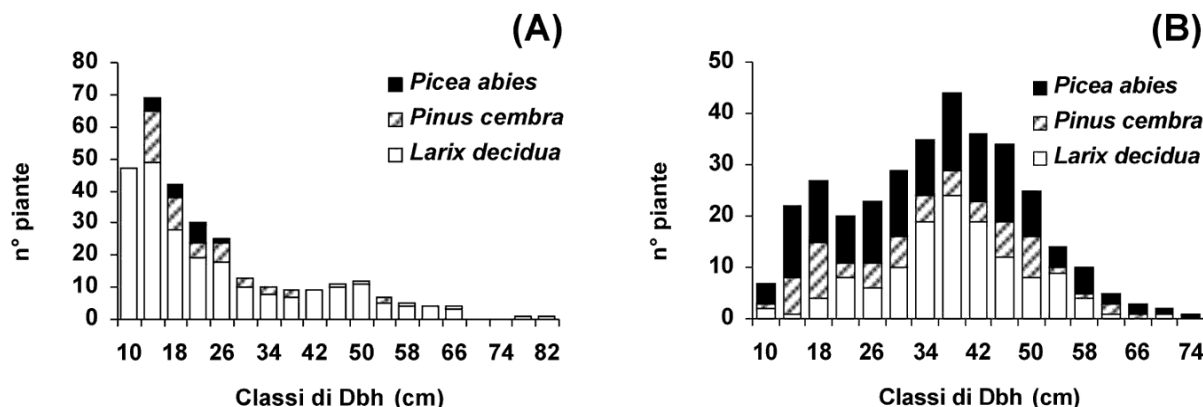 (A)
80
70
60
50
40
30
20
10
0
n° piante
Picea abies
Pinus cembra
Larix decidua
10 18 26 34 42 50 58 66 74 82
Classi di Dbh (cm)
(B)
50
40
30
20
10
0
n° piante
Picea abies
Pinus cembra
Larix decidua
10 18 26 34 42 50 58 66 74
Classi di Dbh (cm)